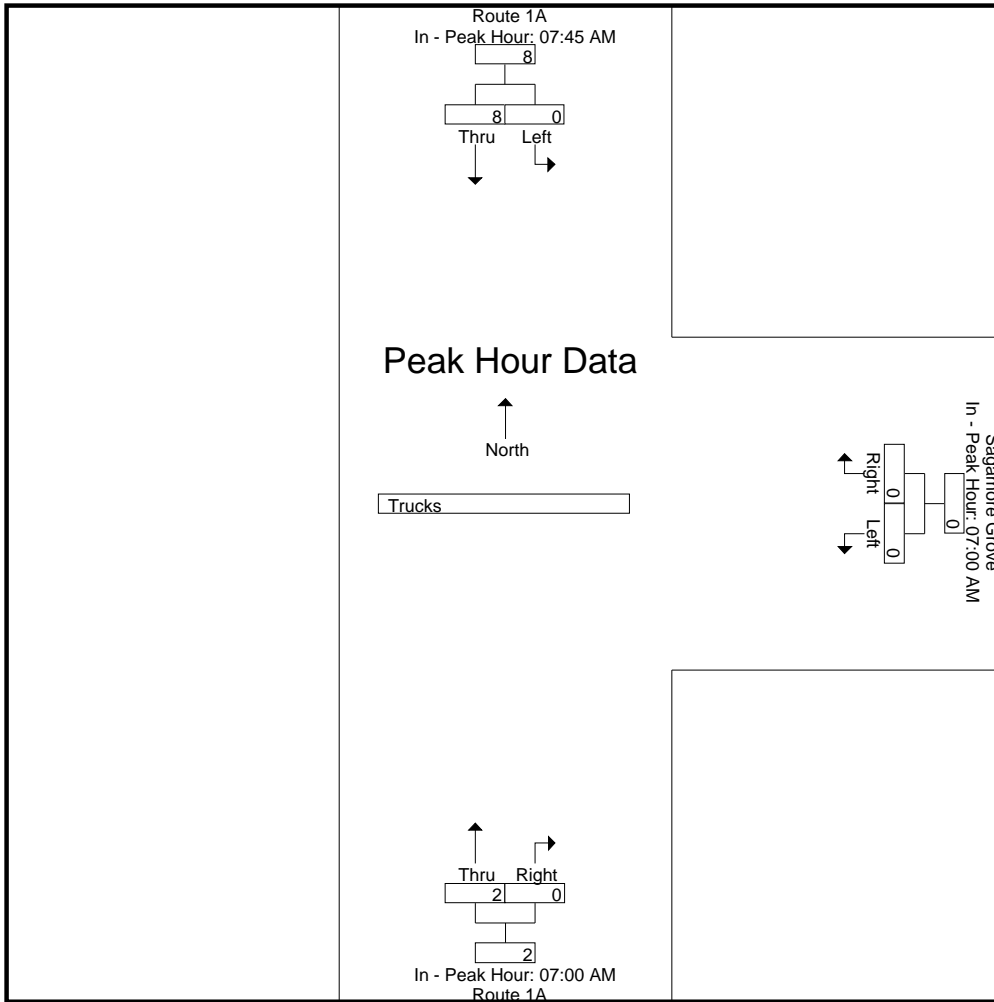 Route 1A
In - Peak Hour: 07:45 AM
8
8 0
Thru Left
Peak Hour Data
North
Trucks
Sagamore Grove
In - Peak Hour: 07:00 AM
0
Right Left
0 0
Thru Right
2 0
2
In - Peak Hour: 07:00 AM
Route 1A